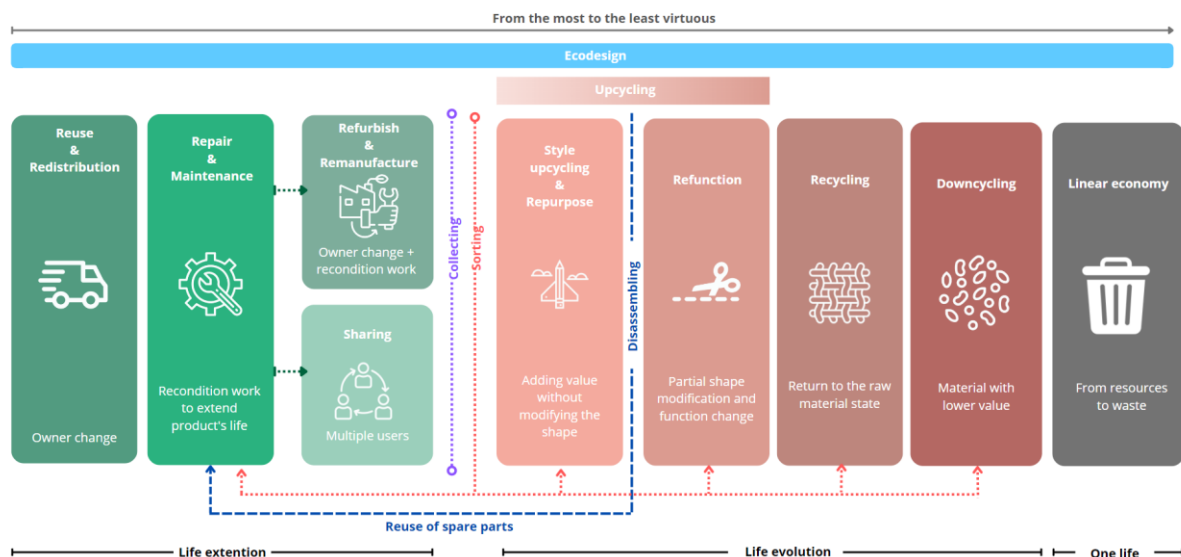 From the most to the least virtuous
Ecodesign
Upcycling
Reuse
&
Redistribution
Owner change
Repair
&
Maintenance
Recondition work
to extend
product's life
Refurbish
&
Remanufacture
Owner change +
recondition work
Sharing
Multiple users
Collecting
Sorting
Style
upcycling
&
Repurpose
Adding value
without
modifying the
shape
Disassembling
Refunction
Partial shape
modification and
function change
Recycling
Return to the raw
material state
Downcycling
Material with
lower value
Linear economy
From resources
to waste
Reuse of spare parts
Life extention
Life evolution
One life